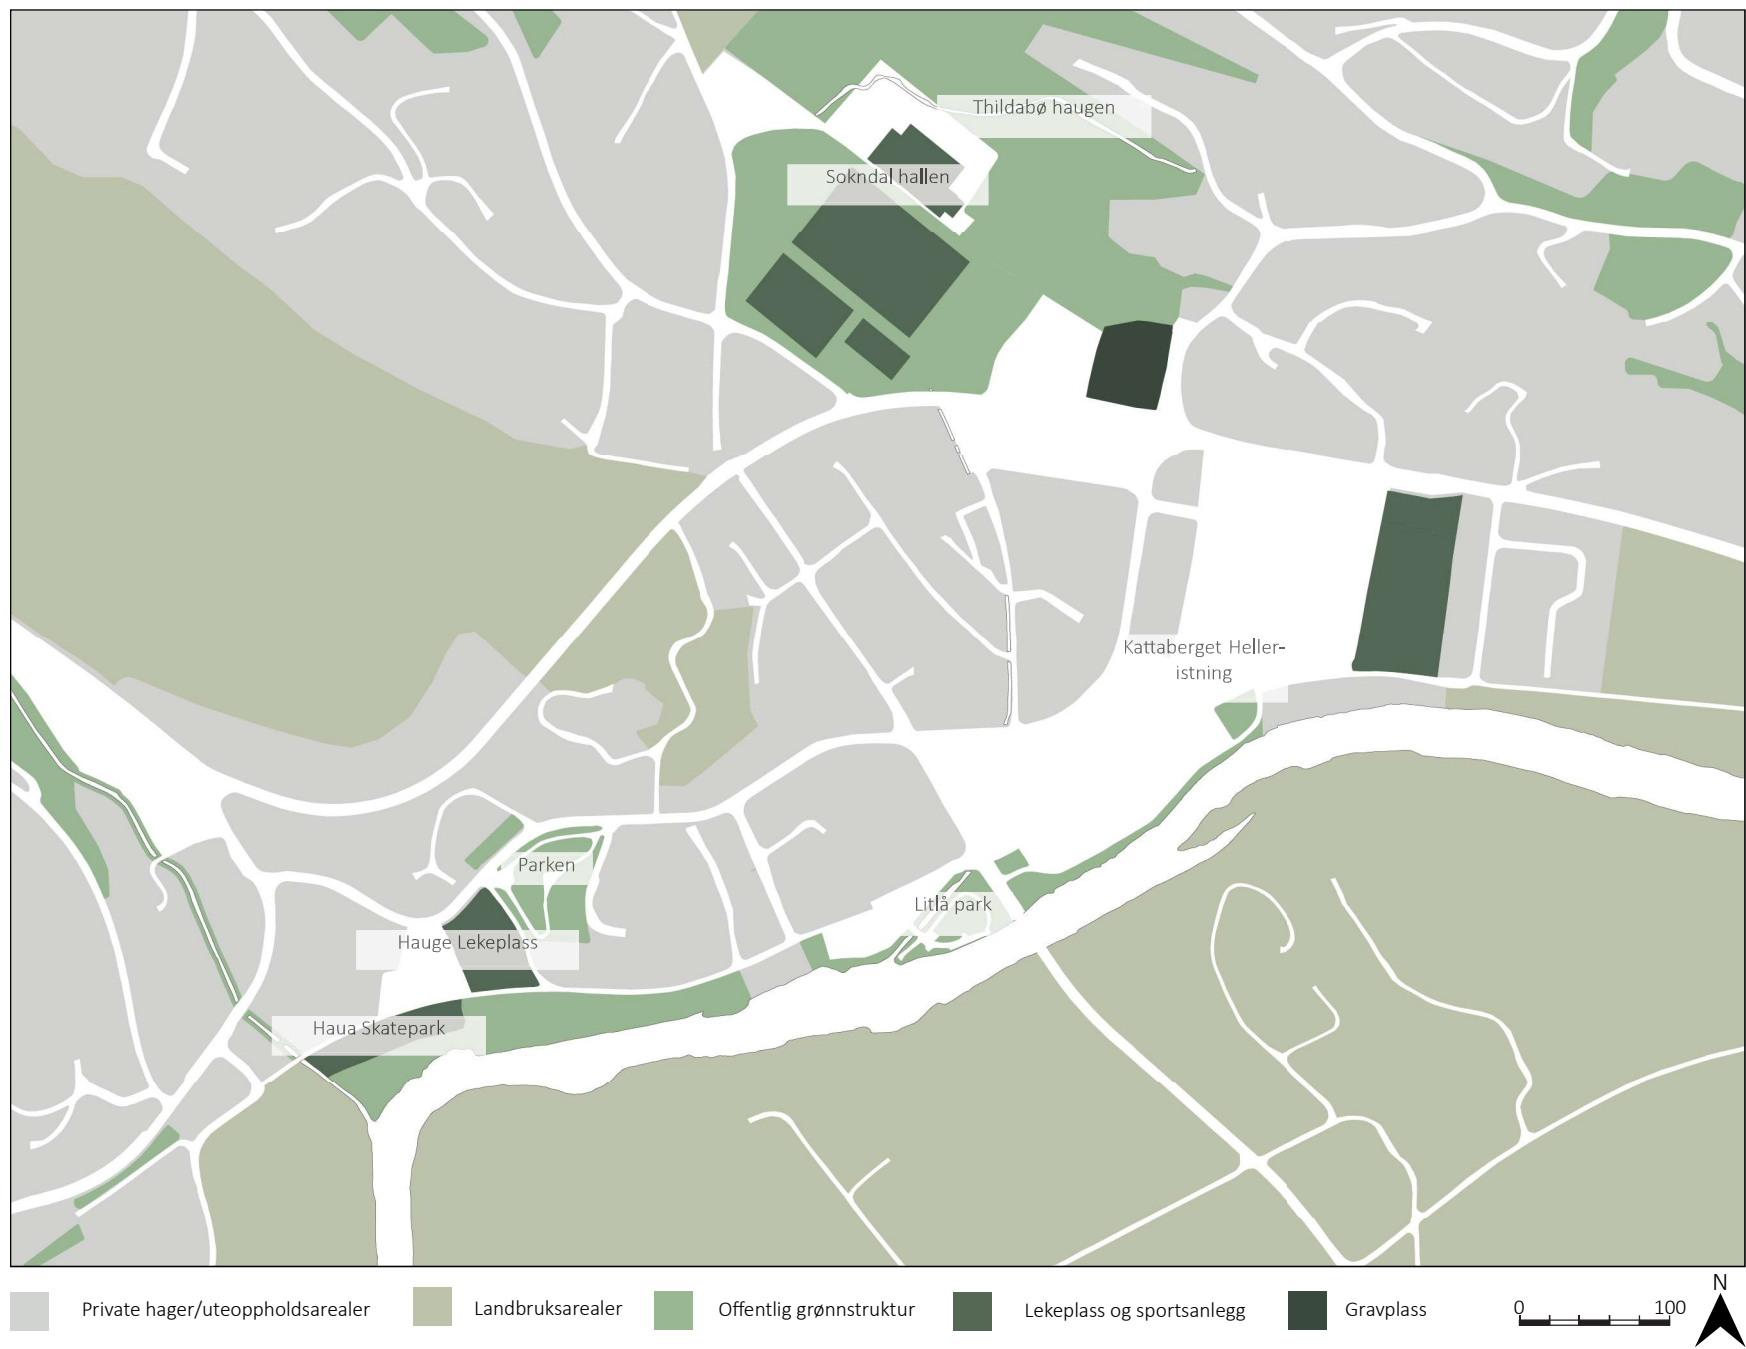 Thildabø haugen
Sokndal hallen
Kattaberget Heller-
istning
Parken
Litlå park
Hauge Lekeplass
Haua Skatepark
Private hager/uteoppholdsarealer
Landbruksarealer
Offentlig grønnstruktur
Lekeplass og sportsanlegg
Gravplass
0 100
N